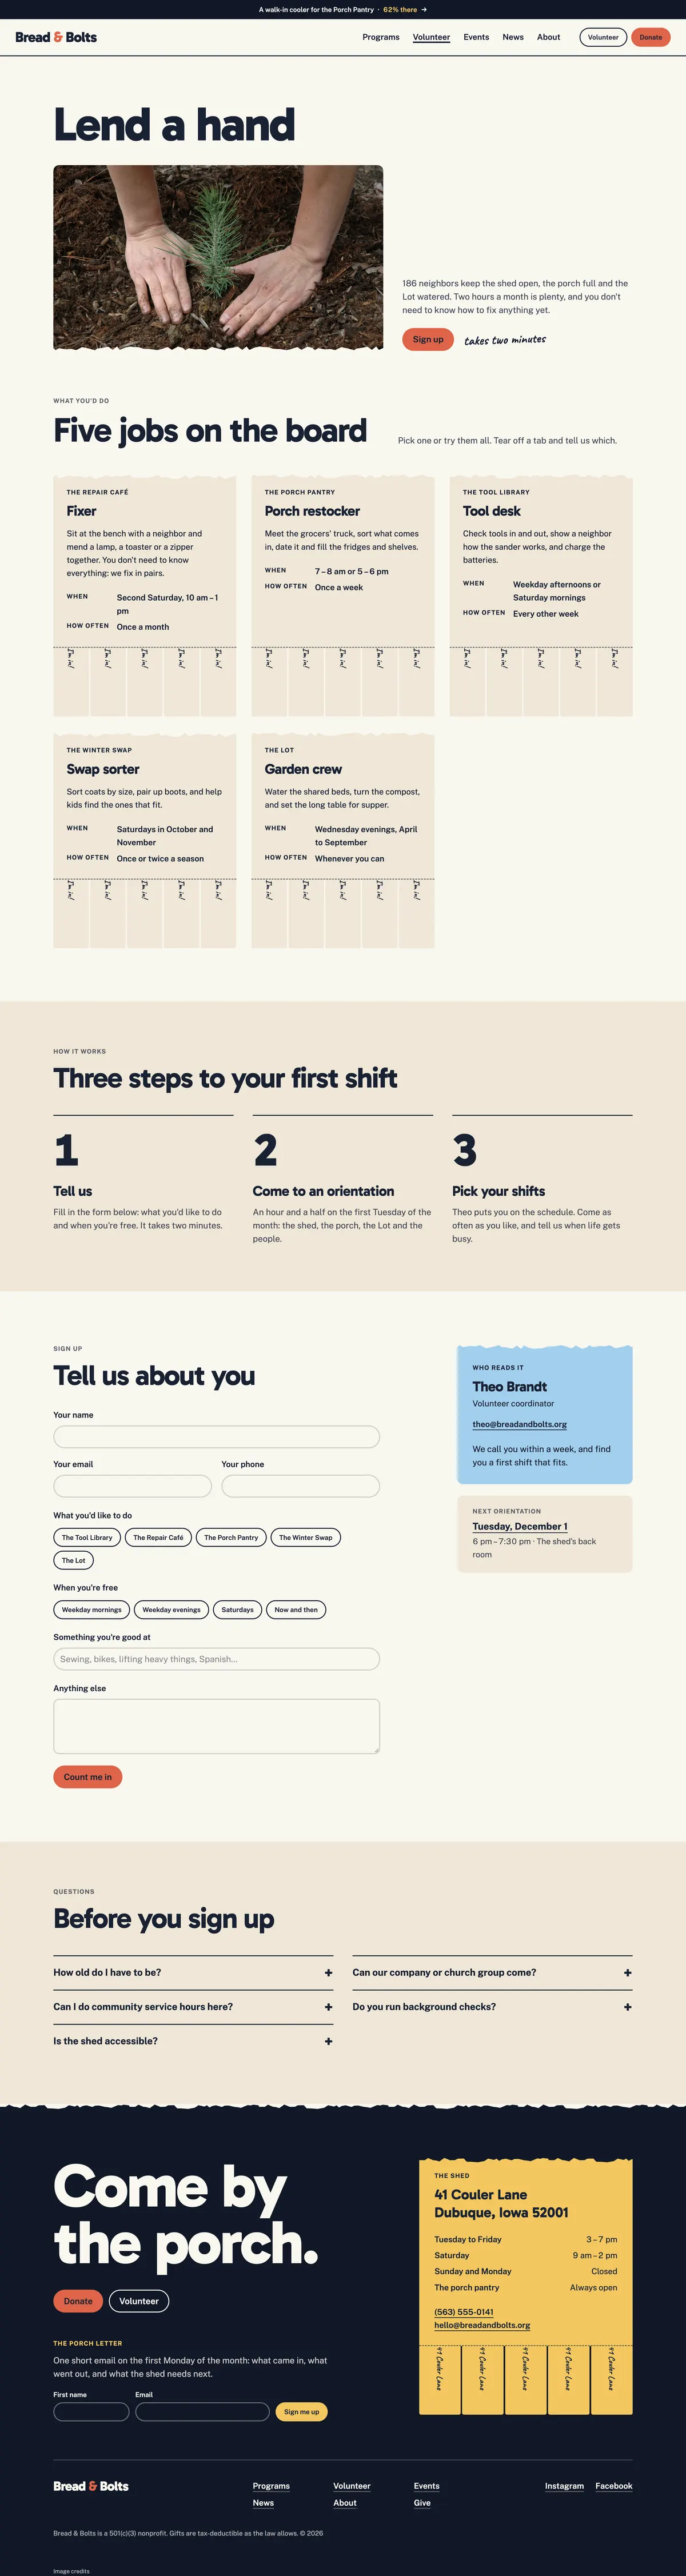 A walk-in cooler for the Porch Pantry · 62% there →
Bread & Bolts
Programs Volunteer Events News About Volunteer Donate
Lend a hand
186 neighbors keep the shed open, the porch full and the
Lot watered. Two hours a month is plenty, and you don't
need to know how to fix anything yet.
Sign up takes two minutes
WHAT YOU'D DO
Five jobs on the board
Pick one or try them all. Tear off a tab and tell us which.
THE REPAIR CAFÉ
Fixer
Sit at the bench with a neighbor and
mend a lamp, a toaster or a zipper
together. You don't need to know
everything: we fix in pairs.
WHEN Second Saturday, 10 am – 1
pm
HOW OFTEN Once a month
THE PORCH PANTRY
Porch restocker
Meet the grocers' truck, sort what comes
in, date it and fill the fridges and shelves.
WHEN 7 – 8 am or 5 – 6 pm
HOW OFTEN Once a week
THE TOOL LIBRARY
Tool desk
Check tools in and out, show a neighbor
how the sander works, and charge the
batteries.
WHEN Weekday afternoons or
Saturday mornings
HOW OFTEN Every other week
THE WINTER SWAP
Swap sorter
Sort coats by size, pair up boots, and help
kids find the ones that fit.
WHEN Saturdays in October and
November
HOW OFTEN Once or twice a season
THE LOT
Garden crew
Water the shared beds, turn the compost,
and set the long table for supper.
WHEN Wednesday evenings, April
to September
HOW OFTEN Whenever you can
HOW IT WORKS
Three steps to your first shift
1
Tell us
Fill in the form below: what you'd like to do
and when you're free. It takes two minutes.
2
Come to an orientation
An hour and a half on the first Tuesday of the
month: the shed, the porch, the Lot and the
people.
3
Pick your shifts
Theo puts you on the schedule. Come as
often as you like, and tell us when life gets
busy.
SIGN UP
Tell us about you
Your name
Your email Your phone
What you'd like to do
The Tool Library The Repair Café The Porch Pantry The Winter Swap
The Lot
When you're free
Weekday mornings Weekday evenings Saturdays Now and then
Something you're good at
Sewing, bikes, lifting heavy things, Spanish...
Anything else
Count me in
WHO READS IT
Theo Brandt
Volunteer coordinator
theo@breadandbolts.org
We call you within a week, and find
you a first shift that fits.
NEXT ORIENTATION
Tuesday, December 1
6 pm – 7:30 pm · The shed's back
room
QUESTIONS
Before you sign up
How old do I have to be? +
Can I do community service hours here? +
Is the shed accessible? +
Can our company or church group come? +
Do you run background checks? +
Come by
the porch.
Donate Volunteer
THE PORCH LETTER
One short email on the first Monday of the month: what came in, what
went out, and what the shed needs next.
First name Email
Sign me up
THE SHED
41 Couler Lane
Dubuque, Iowa 52001
Tuesday to Friday 3 – 7 pm
Saturday 9 am – 2 pm
Sunday and Monday Closed
The porch pantry Always open
(563) 555-0141
hello@breadandbolts.org
41 Couler Lane
41 Couler Lane
41 Couler Lane
41 Couler Lane
41 Couler Lane
Bread & Bolts
Programs Volunteer Events
News About Give
Instagram Facebook
Bread & Bolts is a 501(c)(3) nonprofit. Gifts are tax-deductible as the law allows. © 2026
Image credits